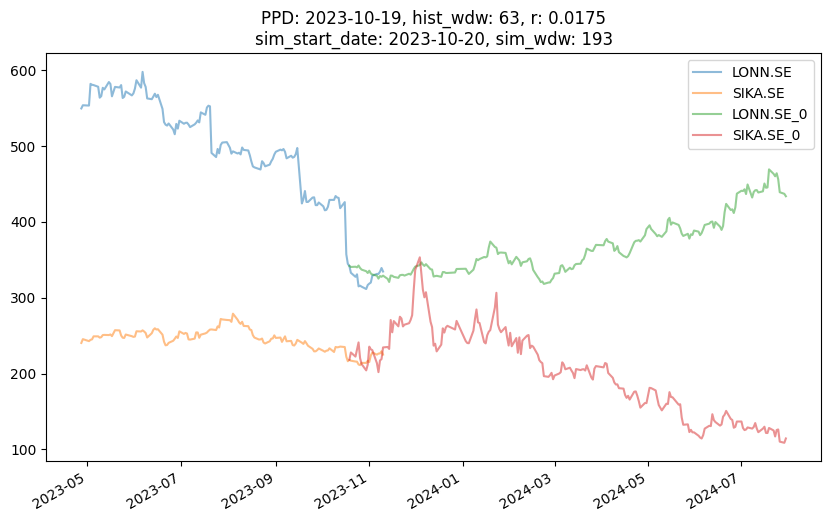 PPD: 2023-10-19, hist_wdw: 63, r: 0.0175
sim_start_date: 2023-10-20, sim_wdw: 193
LONN.SE
SIKA.SE
LONN.SE_0
SIKA.SE_0
600
500
400
300
200
100
2023-05
2023-07
2023-09
2023-11
2024-01
2024-03
2024-05
2024-07